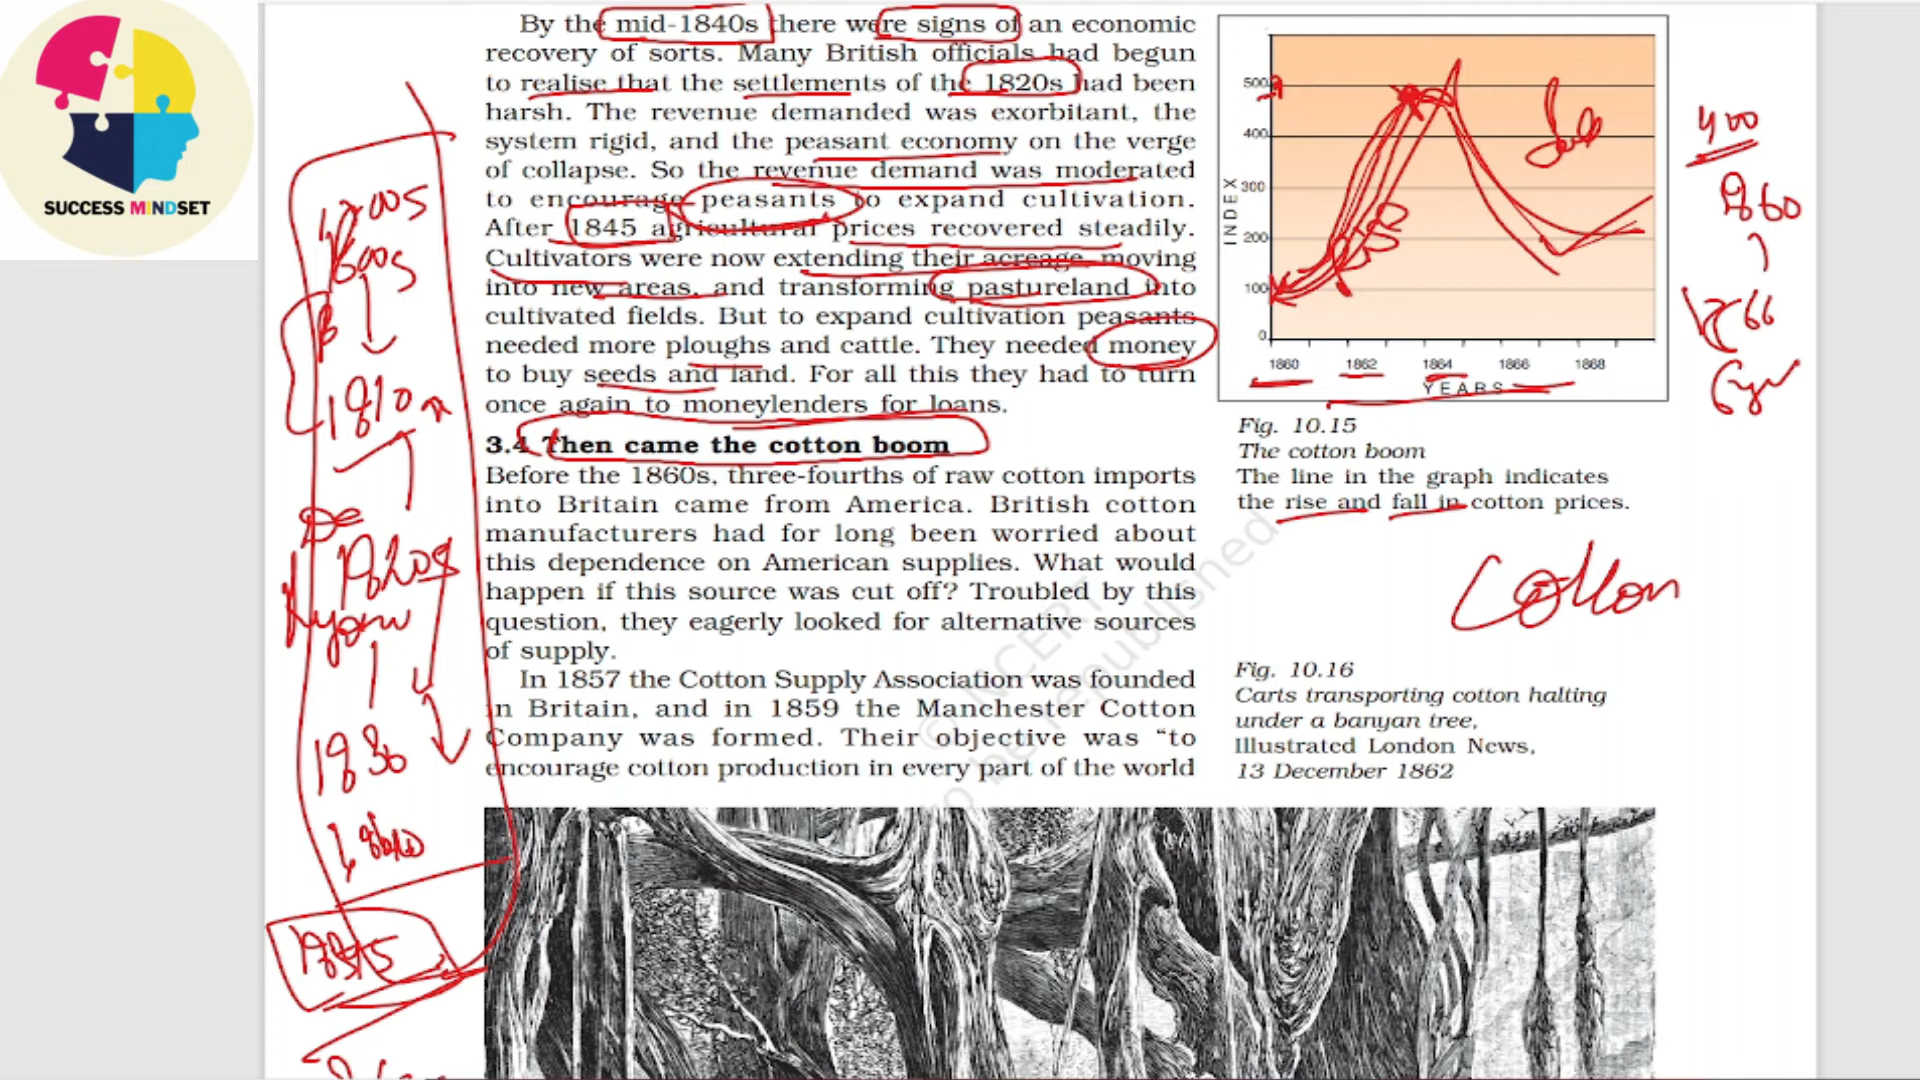 SUCCESS MINDSET
By the mid-1840s there were signs of an economic
recovery of sorts. Many British officials had begun
to realise that the settlements of the 1820s had been
harsh. The revenue demanded was exorbitant, the
system rigid, and the peasant economy on the verge
of collapse. So the revenue demand was moderated
to encourage peasants to expand cultivation.
After 1845 agricultural prices recovered steadily.
Cultivators were now extending their acreage, moving
into new areas, and transforming pastureland into
cultivated fields. But to expand cultivation peasants
needed more ploughs and cattle. They needed money
to buy seeds and land. For all this they had to turn
once again to moneylenders for loans.
3.4 Then came the cotton boom
Before the 1860s, three-fourths of raw cotton imports
into Britain came from America. British cotton
manufacturers had for long been worried about
this dependence on American supplies. What would
happen if this source was cut off? Troubled by this
question, they eagerly looked for alternative sources
of supply.
In 1857 the Cotton Supply Association was founded
in Britain, and in 1859 the Manchester Cotton
Company was formed. Their objective was “to
encourage cotton production in every part of the world
INDEX
500
400
300
200
100
0
1860 1862 1864 1866 1868
YEARS
Fig. 10.15
The cotton boom
The line in the graph indicates
the rise and fall in cotton prices.
Fig. 10.16
Carts transporting cotton halting
under a banyan tree,
Illustrated London News,
13 December 1862
© NCERT
to be republished
1800s
1810
1820s
1830
1840
1845
400
1860
Cotton